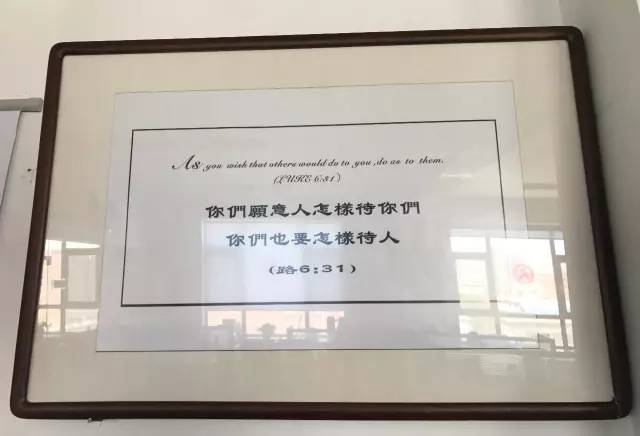 As you wish that others would do to you ,do as to them.
(LUKE 6:31)
你們願意人怎樣待你們
你們也要怎樣待人
(路6:31)